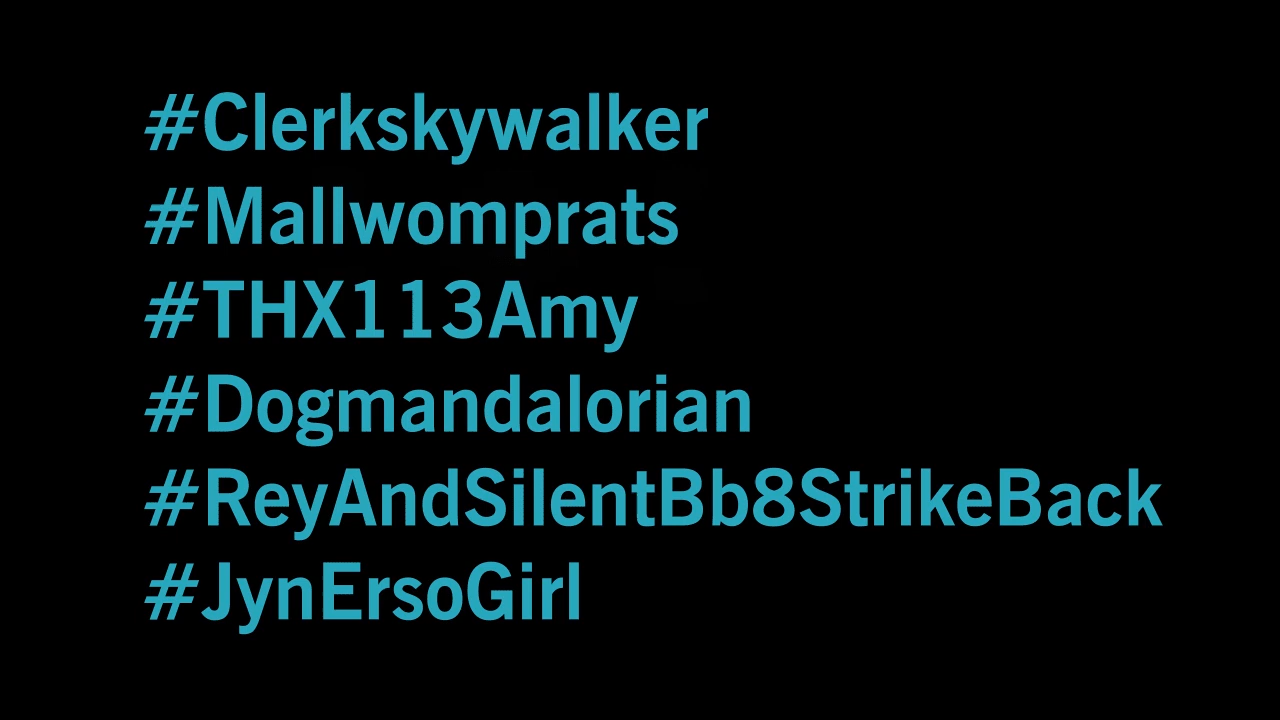 #Clerkskywalker
#Mallwomprats
#THX113Amy
#Dogmandalorian
#ReyAndSilentBb8StrikeBack
#JynErsoGirl